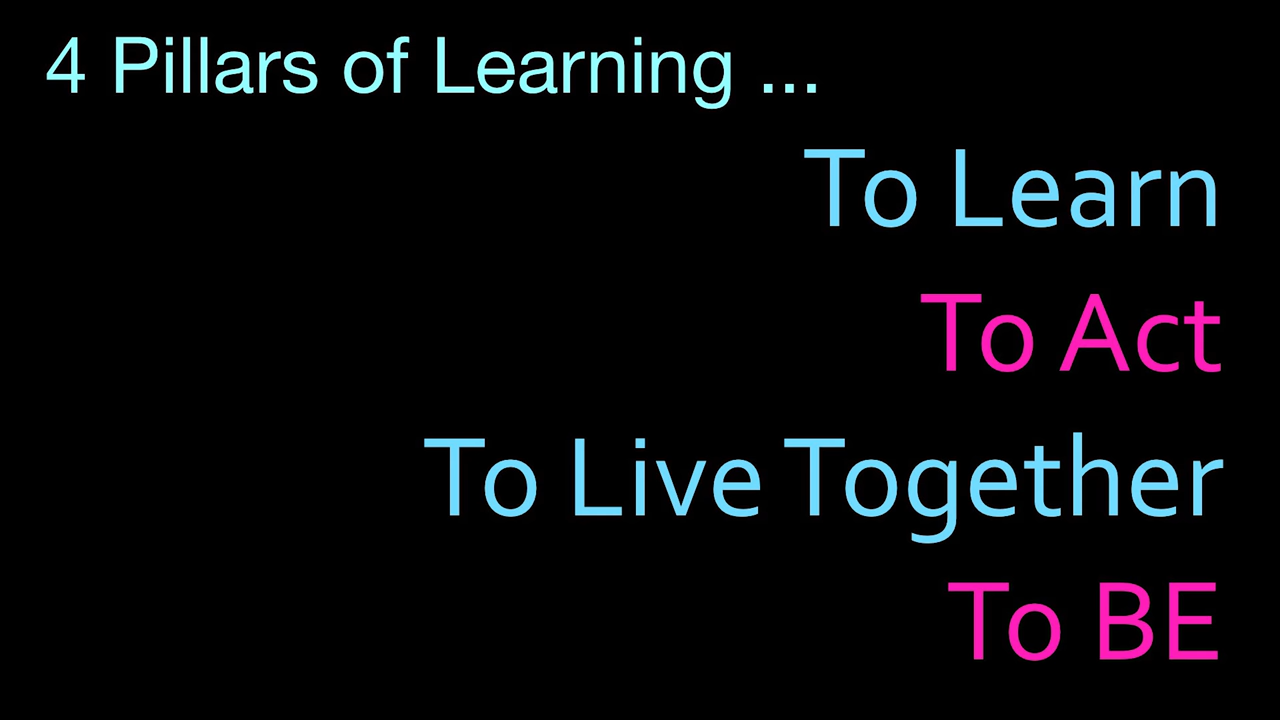 4 Pillars of Learning ...
To Learn
To Act
To Live Together
To BE